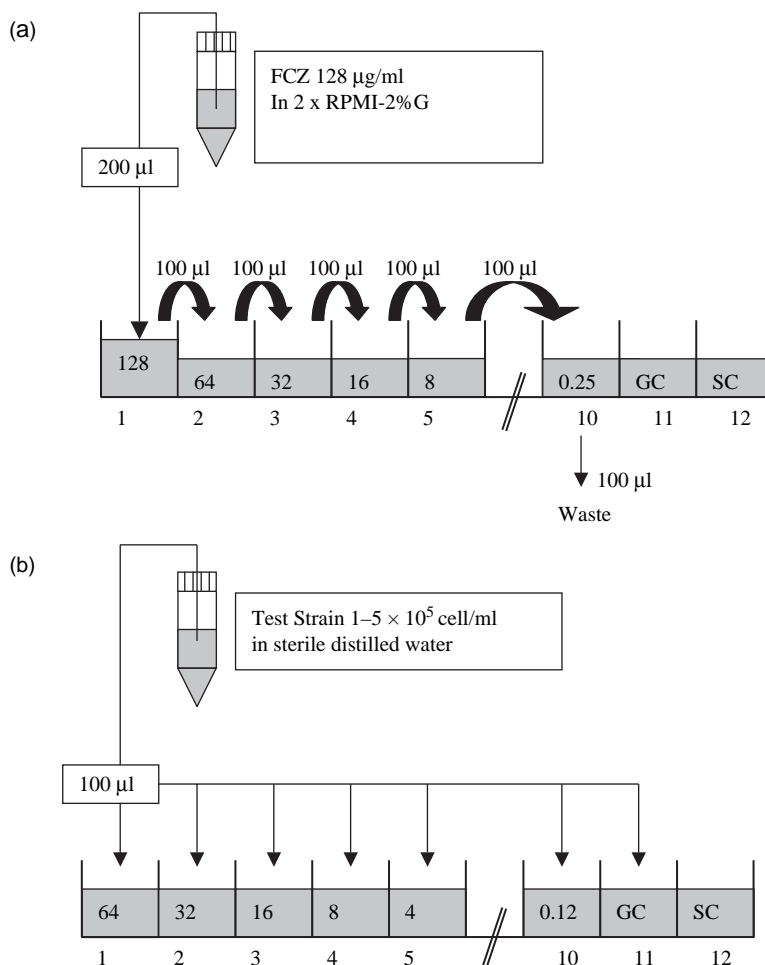 (a)
FCZ 128 µg/ml
In 2 x RPMI-2%G
200 µl
100 µl 100 µl 100 µl 100 µl 100 µl
128 64 32 16 8 0.25 GC SC
1 2 3 4 5 10 11 12
100 µl
Waste
(b)
Test Strain 1–5 × 10⁵ cell/ml
in sterile distilled water
100 µl
64 32 16 8 4 0.12 GC SC
1 2 3 4 5 10 11 12